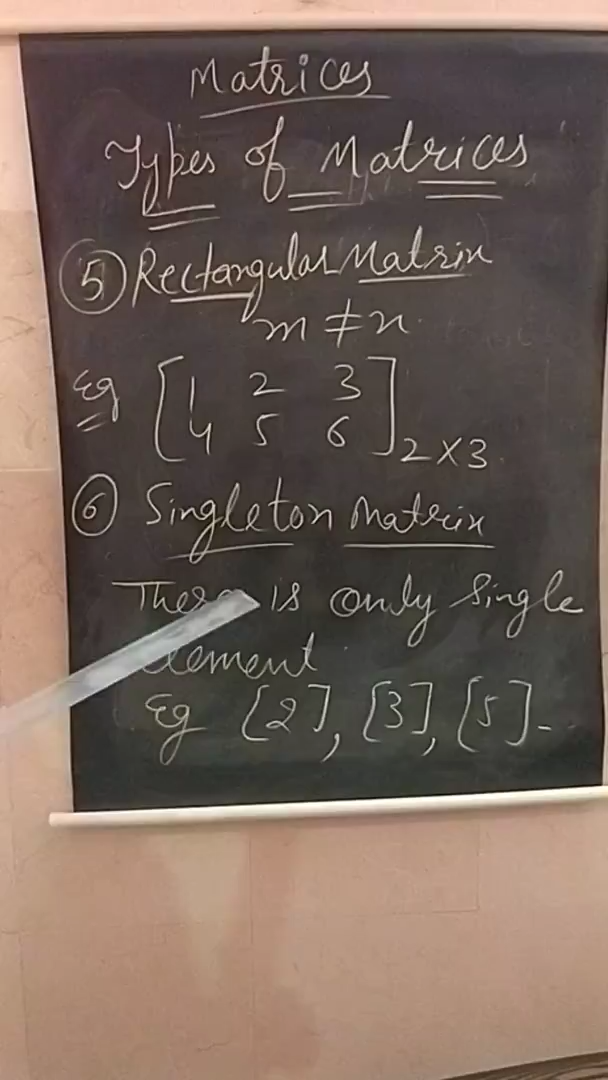 Matrices
Types of Matrices
⑤ Rectangular Matrix
m ≠ n.
Eg [1 2 3
4 5 6]2×3.
⑥ Singleton Matrix
There is only single
element.
Eg [2], [3], [5].